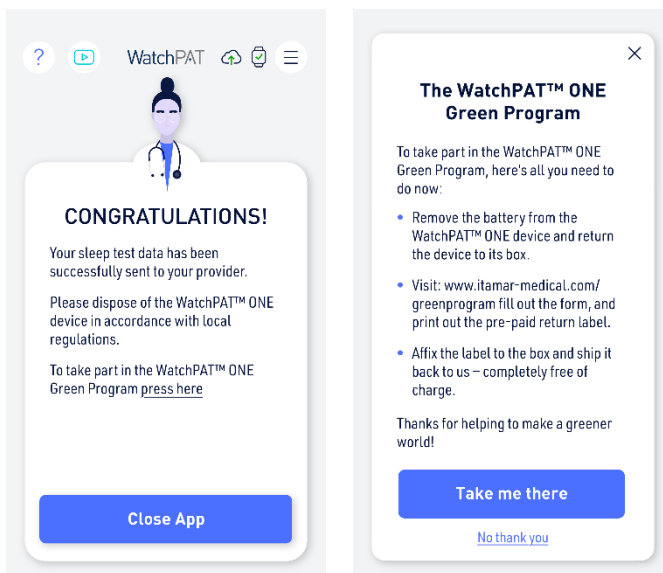 ?
WatchPAT
CONGRATULATIONS!
Your sleep test data has been
successfully sent to your provider.
Please dispose of the WatchPAT™ ONE
device in accordance with local
regulations.
To take part in the WatchPAT™ ONE
Green Program press here
Close App
The WatchPAT™ ONE
Green Program
To take part in the WatchPAT™ ONE
Green Program, here's all you need to
do now:
• Remove the battery from the
WatchPAT™ ONE device and return
the device to its box.
• Visit: www.itamar-medical.com/
greenprogram fill out the form, and
print out the pre-paid return label.
• Affix the label to the box and ship it
back to us – completely free of
charge.
Thanks for helping to make a greener
world!
Take me there
No thank you